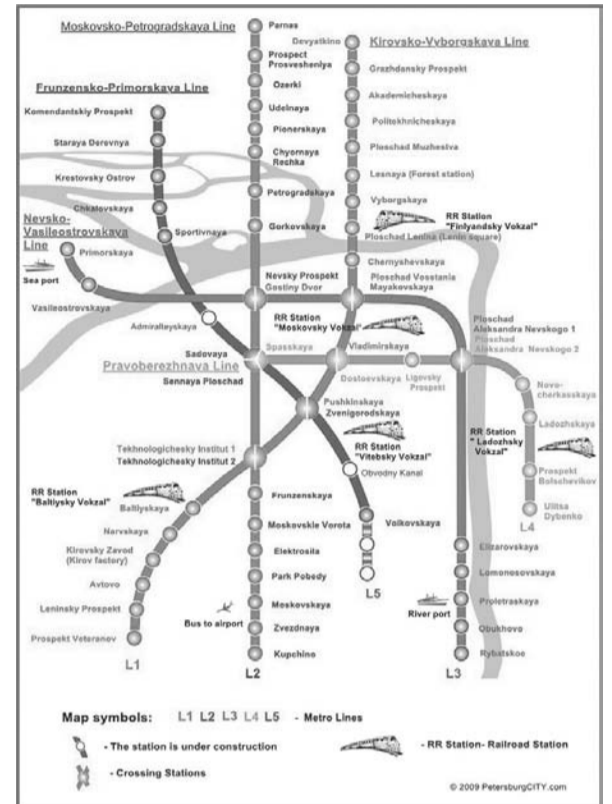 Moskovsko-Petrogradskaya Line
Parnas
Devyatkino
Kirovsko-Vyborgskaya Line
Prospect
Prosvesheniya
Grazhdansky Prospekt
Ozerki
Akademicheskaya
Frunzensko-Primorskaya Line
Udelnaya
Politekhnicheskaya
Komendantskiy Prospekt
Pionerskaya
Staraya Derevnya
Chyornaya
Rechka
Ploschad Muzhestva
Krestovsky Ostrov
Lesnaya (Forest station)
Petrogradskaya
Vyborgskaya
Chkalovskaya
Sportivnaya
Gorkovskaya
RR Station
"Finlyandsky Vokzal"
Ploschad Lenina (Lenin square)
Nevsko-
Vasileostrovskaya
Line
Primorskaya
Chernyshevskaya
Sea port
Nevsky Prospekt
Gostiny Dvor
Ploschad Vosstania
Mayakovskaya
Vasileostrovskaya
Admiralteyskaya
RR Station
"Moskovsky Vokzal"
Ploschad
Aleksandra Nevskogo 1
Ploschad
Aleksandra Nevskogo 2
Sadovaya
Spasskaya
Vladimirskaya
Pravoberezhnava Line
Sennaya Ploschad
Dostoevskaya
Ligovsky
Prospekt
Novo-
cherkasskaya
Pushkinskaya
Zvenigorodskaya
Ladozhskaya
RR Station
"Ladozhsky
Vokzal"
Tekhnologichesky Institut 1
Tekhnologichesky Institut 2
RR Station
"Vitebsky Vokzal"
Obvodny Kanal
Prospekt
Bolschevikov
RR Station
"Baltiysky Vokzal"
Baltiyskaya
Frunzenskaya
Volkovskaya
Ulitsa
Dybenko
L4
Narvskaya
Moskovskie Vorota
Kirovsky Zavod
(Kirov factory)
Elektrosila
Elizarovskaya
Avtovo
Park Pobedy
L5
Lomonosovskaya
Leninsky Prospekt
Bus to airport
Moskovskaya
River port
Proletraskaya
Zvezdnaya
Obukhovo
Prospekt Veteranov
Kupchino
Rybatskoe
L1
L2
L3
Map symbols: L1 L2 L3 L4 L5 - Metro Lines
- The station is under construction
- RR Station- Railroad Station
- Crossing Stations
© 2009 PetersburgCITY.com